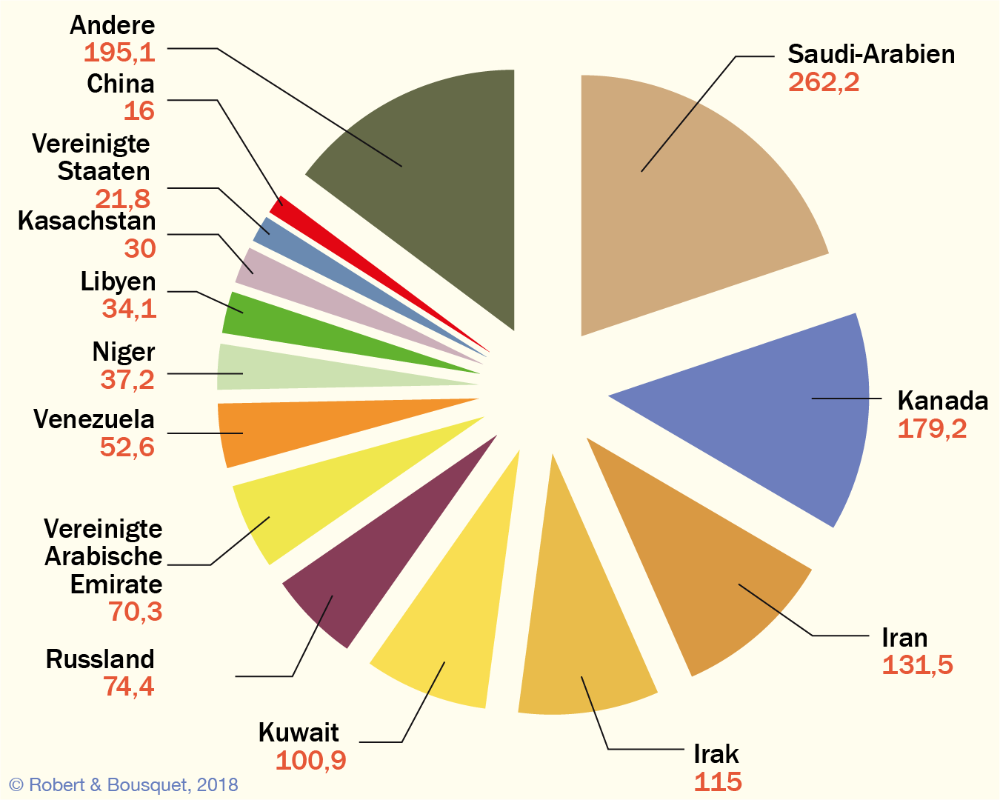 Andere
195,1
China
16
Vereinigte
Staaten
21,8
Kasachstan
30
Libyen
34,1
Niger
37,2
Venezuela
52,6
Vereinigte
Arabische
Emirate
70,3
Russland
74,4
Kuwait
100,9
Saudi-Arabien
262,2
Kanada
179,2
Iran
131,5
Irak
115
© Robert & Bousquet, 2018